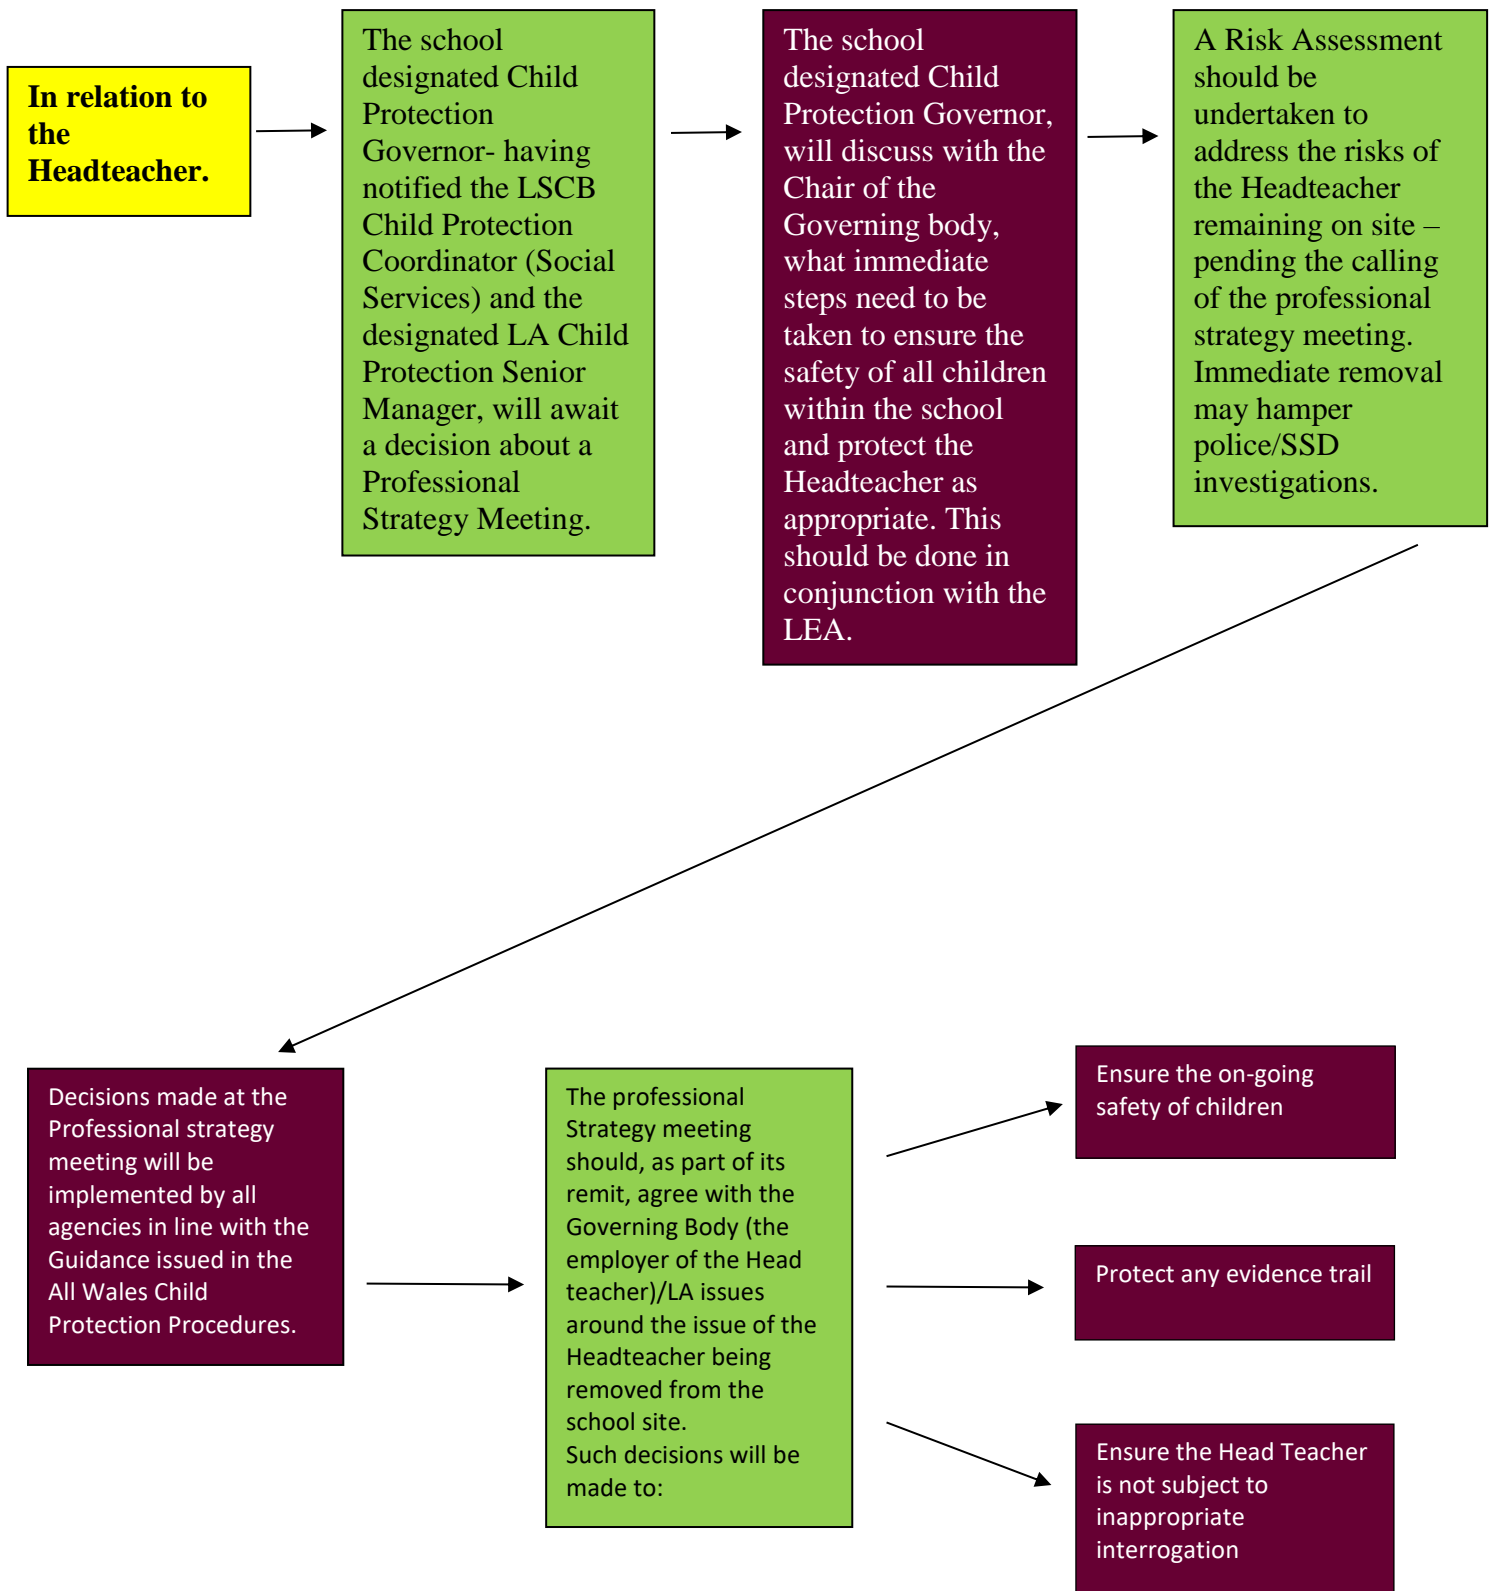 In relation to
the
Headteacher.
The school
designated Child
Protection
Governor- having
notified the LSCB
Child Protection
Coordinator (Social
Services) and the
designated LA Child
Protection Senior
Manager, will await
a decision about a
Professional
Strategy Meeting.
The school
designated Child
Protection Governor,
will discuss with the
Chair of the
Governing body,
what immediate
steps need to be
taken to ensure the
safety of all children
within the school
and protect the
Headteacher as
appropriate. This
should be done in
conjunction with the
LEA.
A Risk Assessment
should be
undertaken to
address the risks of
the Headteacher
remaining on site –
pending the calling
of the professional
strategy meeting.
Immediate removal
may hamper
police/SSD
investigations.
Decisions made at the
Professional strategy
meeting will be
implemented by all
agencies in line with the
Guidance issued in the
All Wales Child
Protection Procedures.
The professional
Strategy meeting
should, as part of its
remit, agree with the
Governing Body (the
employer of the Head
teacher)/LA issues
around the issue of the
Headteacher being
removed from the
school site.
Such decisions will be
made to:
Ensure the on-going
safety of children
Protect any evidence trail
Ensure the Head Teacher
is not subject to
inappropriate
interrogation